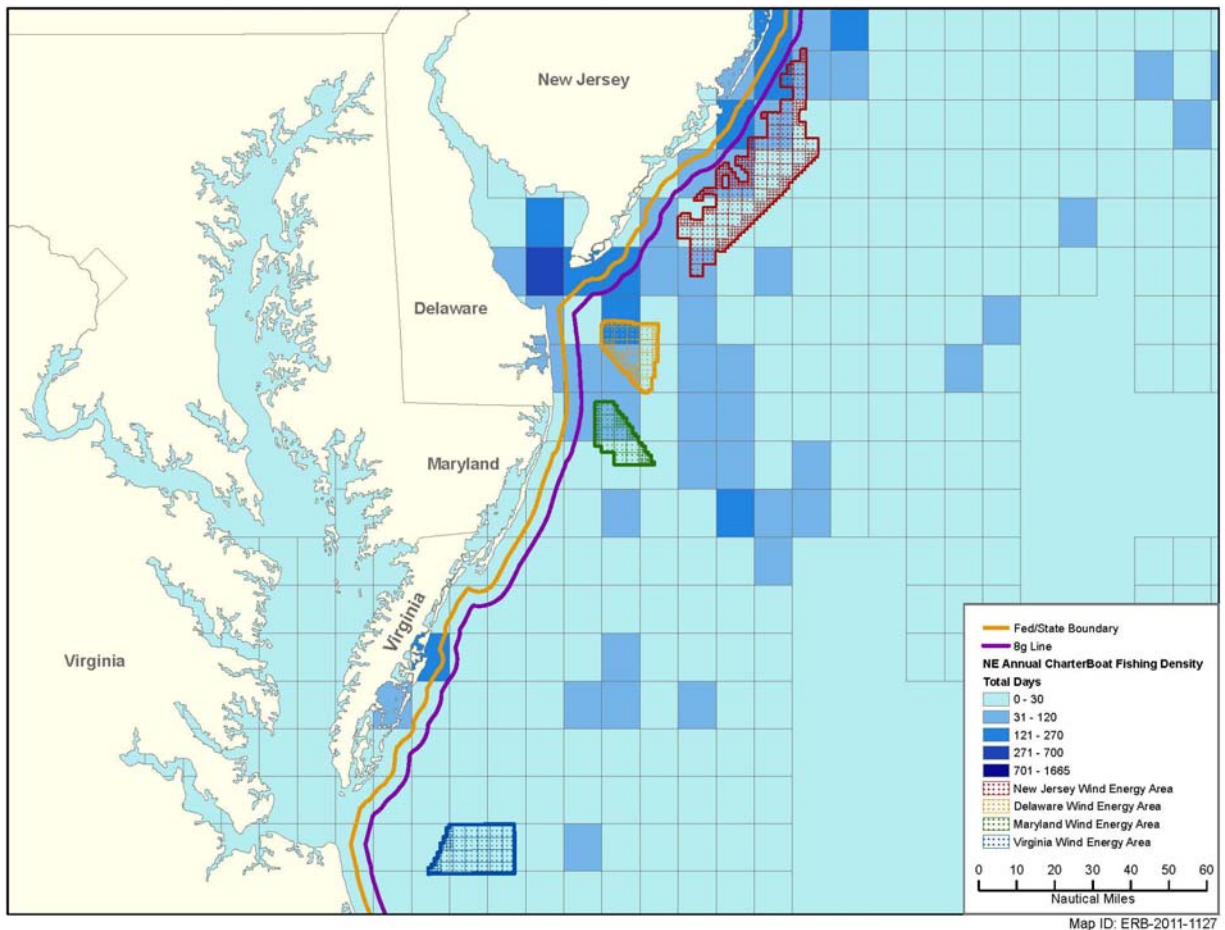 New Jersey
Delaware
Maryland
Virginia
Virginia
Fed/State Boundary
8g Line
NE Annual CharterBoat Fishing Density
Total Days
0 - 30
31 - 120
121 - 270
271 - 700
701 - 1665
New Jersey Wind Energy Area
Delaware Wind Energy Area
Maryland Wind Energy Area
Virginia Wind Energy Area
0 10 20 30 40 50 60
Nautical Miles
Map ID: ERB-2011-1127